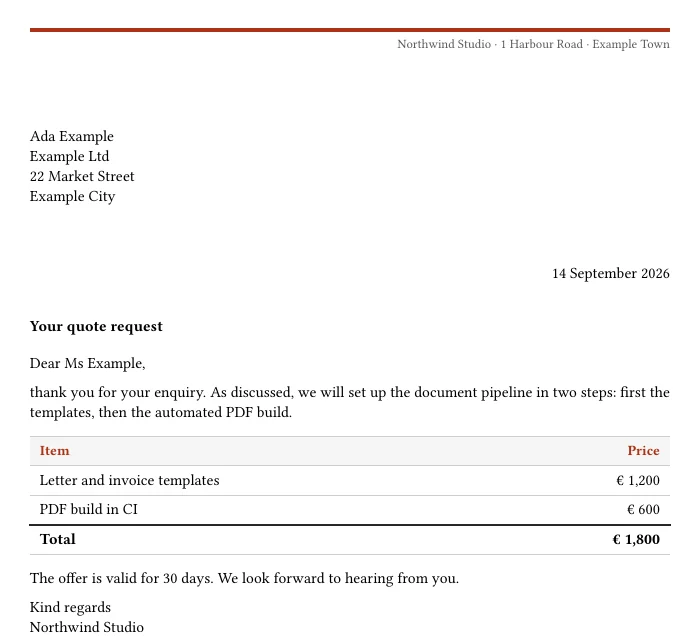 Northwind Studio · 1 Harbour Road · Example Town
Ada Example
Example Ltd
22 Market Street
Example City
14 September 2026
Your quote request
Dear Ms Example,
thank you for your enquiry. As discussed, we will set up the document pipeline in two steps: first the
templates, then the automated PDF build.
Item Price
Letter and invoice templates € 1,200
PDF build in CI € 600
Total € 1,800
The offer is valid for 30 days. We look forward to hearing from you.
Kind regards
Northwind Studio